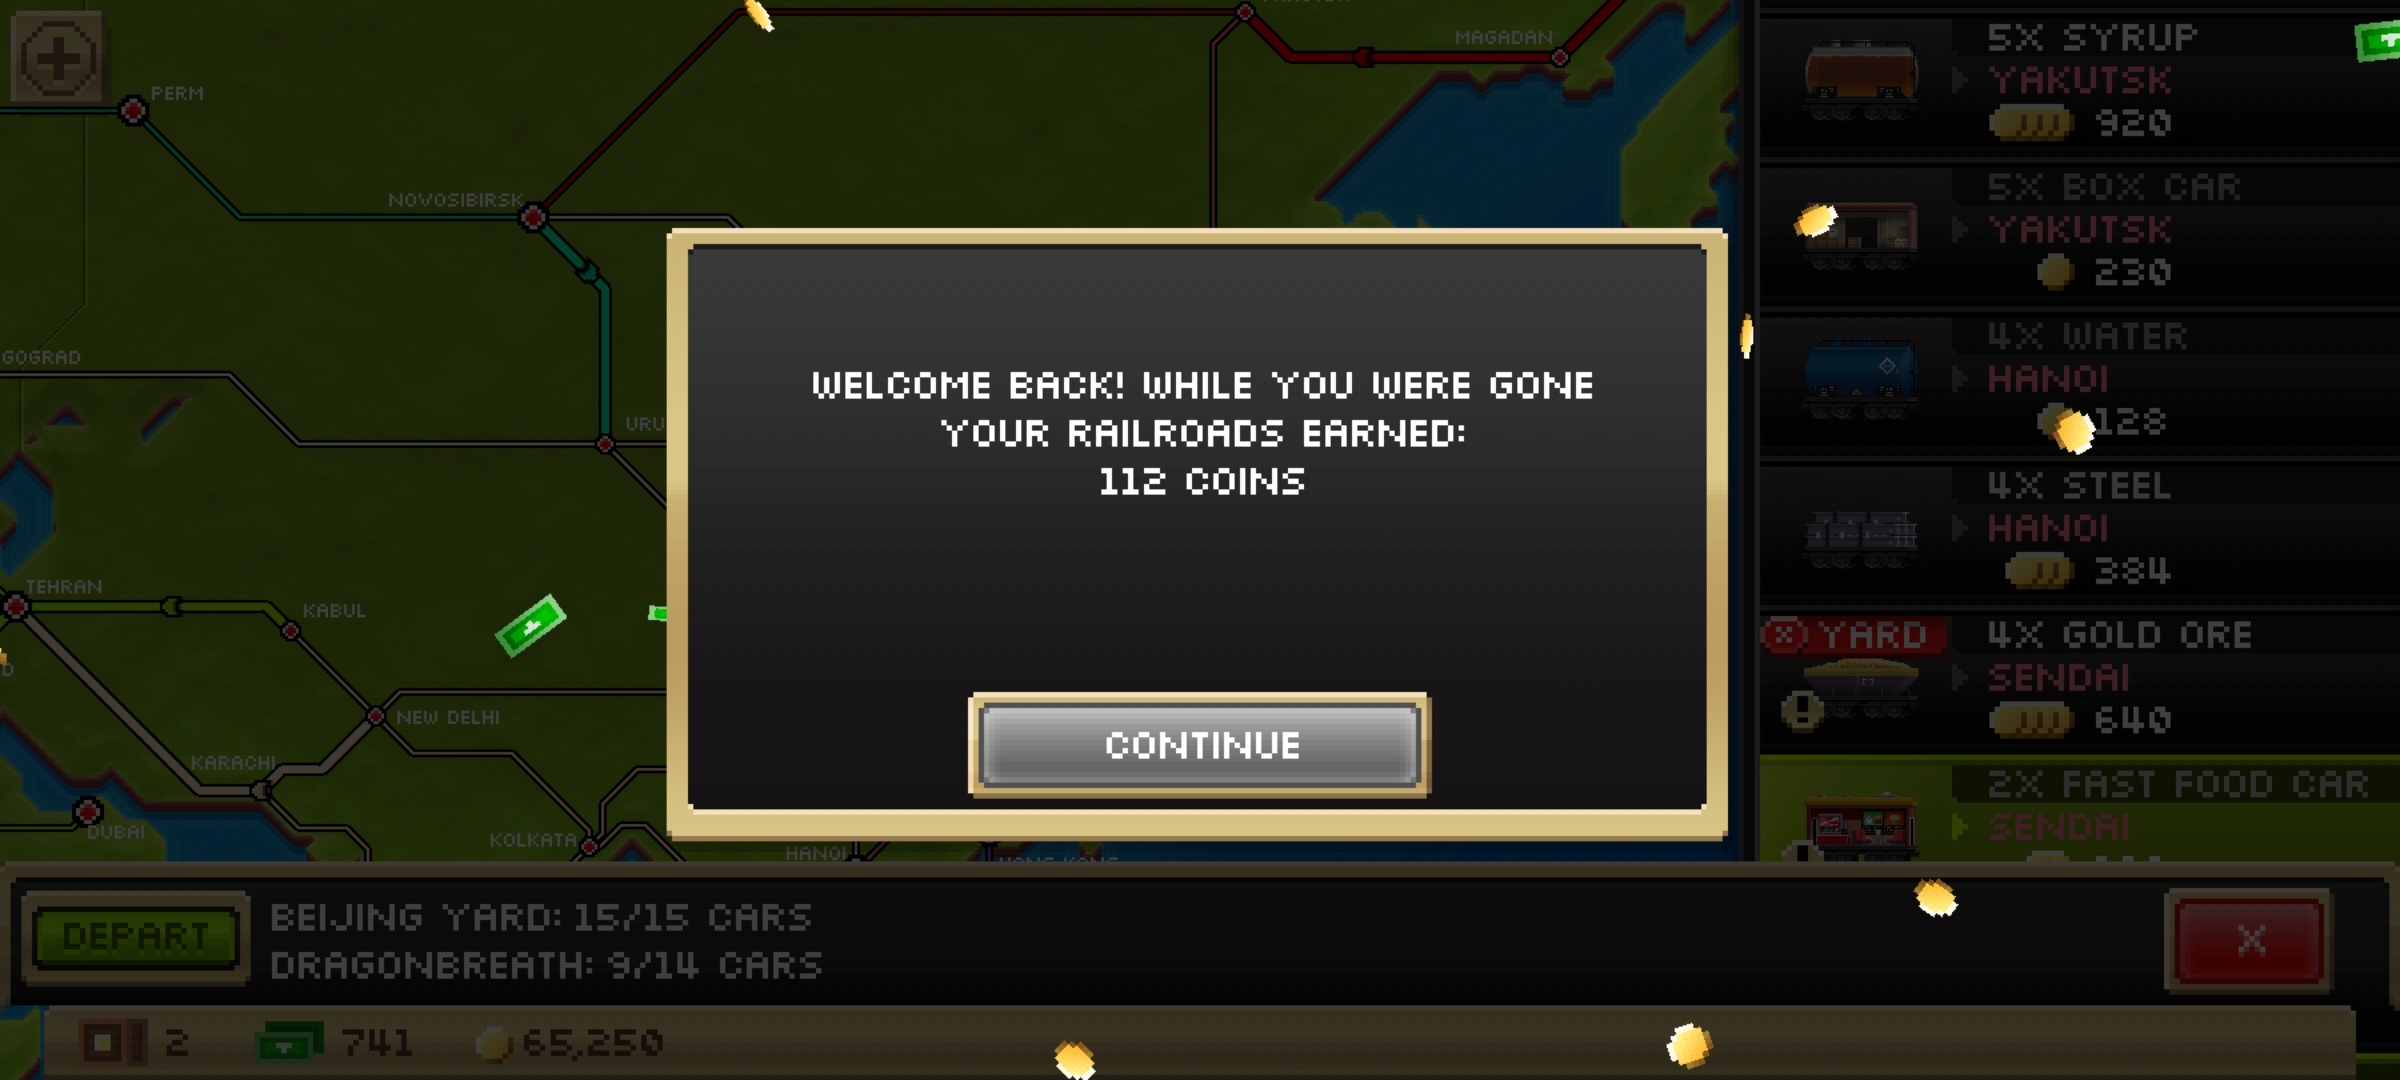 MAGADAN
PERM
NOVOSIBIRSK
GOGRAD
URU
TEHRAN
KABUL
NEW DELHI
KARACHI
DUBAI
KOLKATA
HANOI
HONG KONG
WELCOME BACK! WHILE YOU WERE GONE
YOUR RAILROADS EARNED:
112 COINS
CONTINUE
5X SYRUP
YAKUTSK
920
5X BOX CAR
YAKUTSK
230
4X WATER
HANOI
128
4X STEEL
HANOI
384
X YARD
4X GOLD ORE
SENDAI
640
2X FAST FOOD CAR
SENDAI
DEPART
BEIJING YARD: 15/15 CARS
DRAGONBREATH: 9/14 CARS
X
2
741
65,250